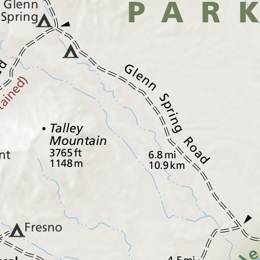 Glenn
Spring
PARK
Glenn Spring Road
Talley
Mountain
3765 ft
1148 m
6.8 mi
10.9 km
Fresno